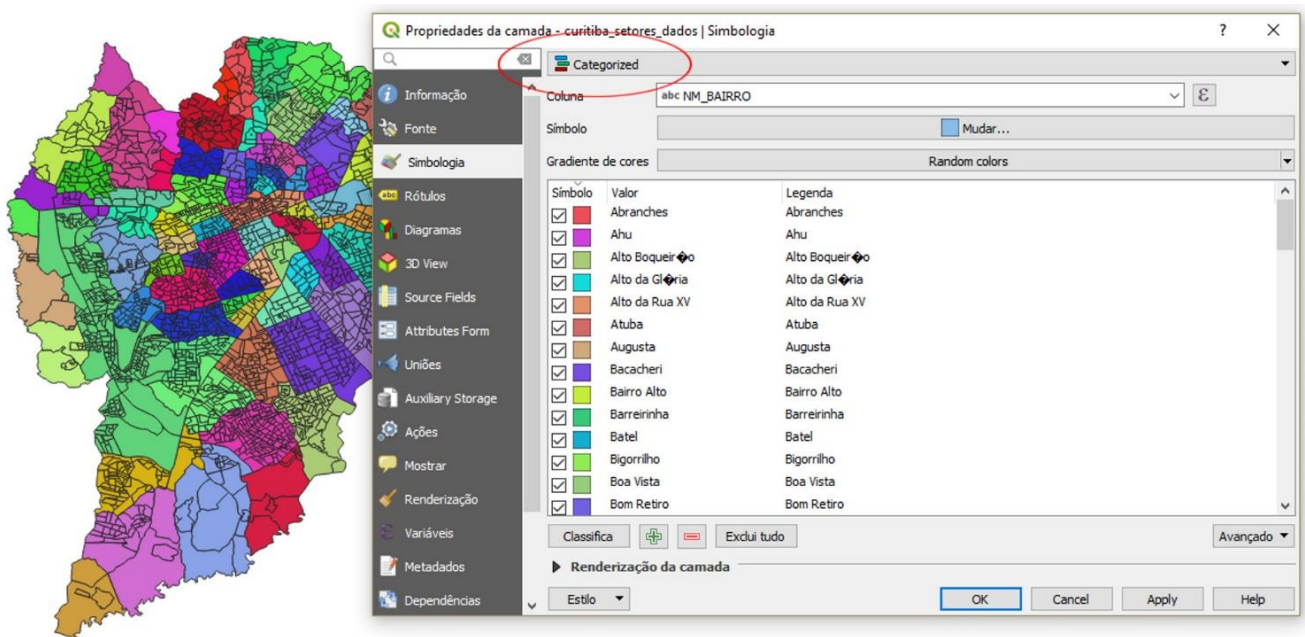 Propriedades da camada - curitiba_setores_dados | Simbologia
Categorized
Informação
Coluna
abc NM_BAIRRO
ε
Fonte
Símbolo
Mudar...
Simbologia
Gradiente de cores
Random colors
abc Rótulos
Símbolo Valor Legenda
Abranches Abranches
Diagramas
Ahu Ahu
Alto Boqueir�o Alto Boqueir�o
3D View
Alto da Gl�ria Alto da Gl�ria
Source Fields
Alto da Rua XV Alto da Rua XV
Attributes Form
Atuba Atuba
Augusta Augusta
Uniões
Bacacheri Bacacheri
Auxiliary Storage
Bairro Alto Bairro Alto
Barreirinha Barreirinha
Ações
Batel Batel
Mostrar
Bigorrilho Bigorrilho
Boa Vista Boa Vista
Renderização
Bom Retiro Bom Retiro
Variáveis
Classifica
Exclui tudo
Avançado
Metadados
Renderização da camada
Dependências
Estilo
OK
Cancel
Apply
Help